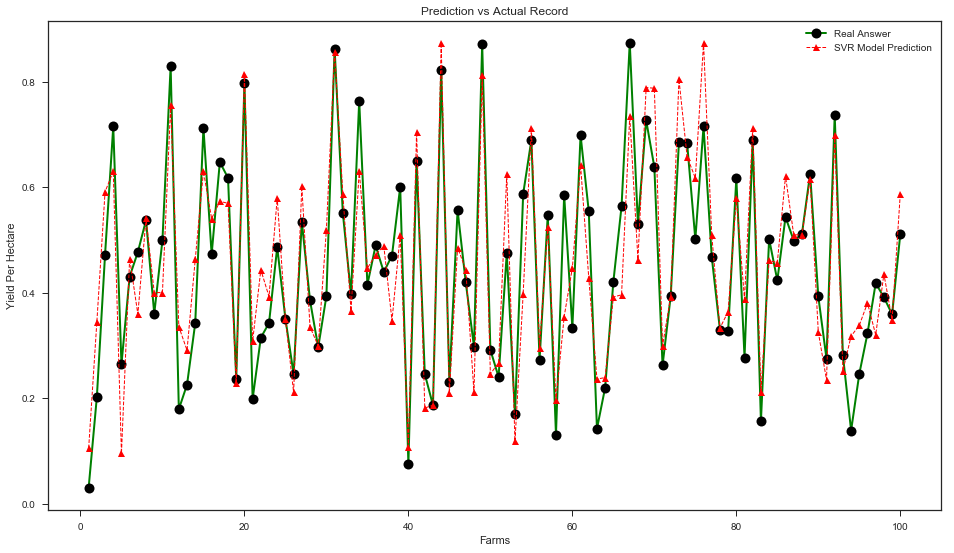 Prediction vs Actual Record
Real Answer
SVR Model Prediction
Yield Per Hectare
0.8
0.6
0.4
0.2
0.0
0 20 40 60 80 100
Farms